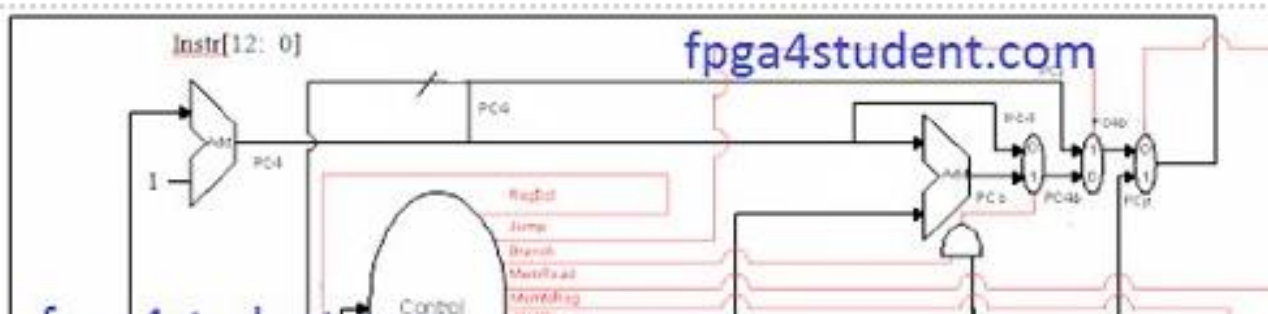 Instr[12: 0]
fpga4student.com
PC4
Add
PC4
1
RegDst
Jump
Branch
MemRead
MemtoReg
Control
Add
PC4
0
1
PCb
PC4b
1
0
0
1